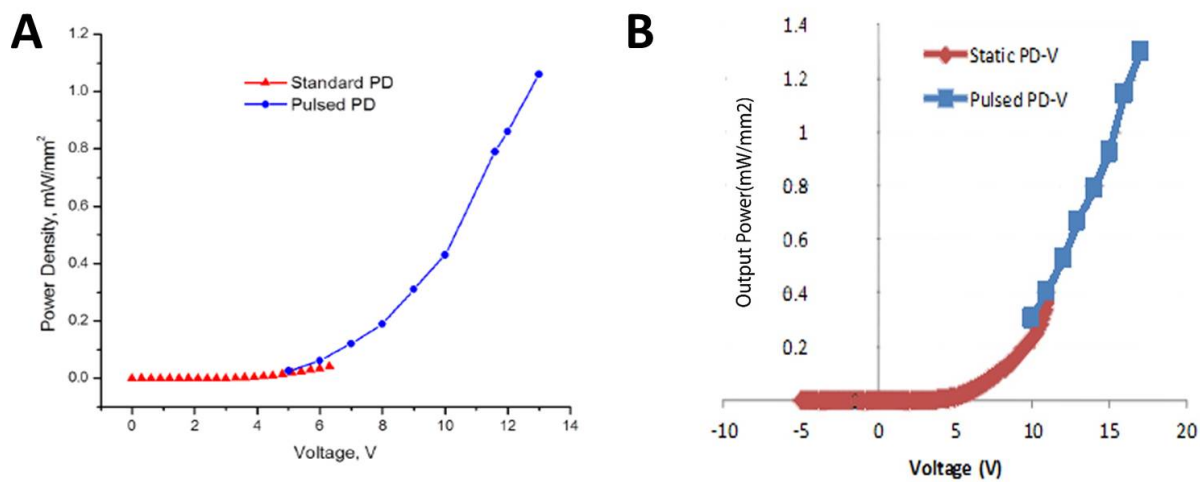 A
1.2
1.0
0.8
0.6
0.4
0.2
0.0
Power Density, mW/mm²
Standard PD
Pulsed PD
0 2 4 6 8 10 12 14
Voltage, V
B
1.4
1.2
1
0.8
0.6
0.4
0.2
Output Power(mW/mm2)
Static PD-V
Pulsed PD-V
-10 -5 0 5 10 15 20
Voltage (V)